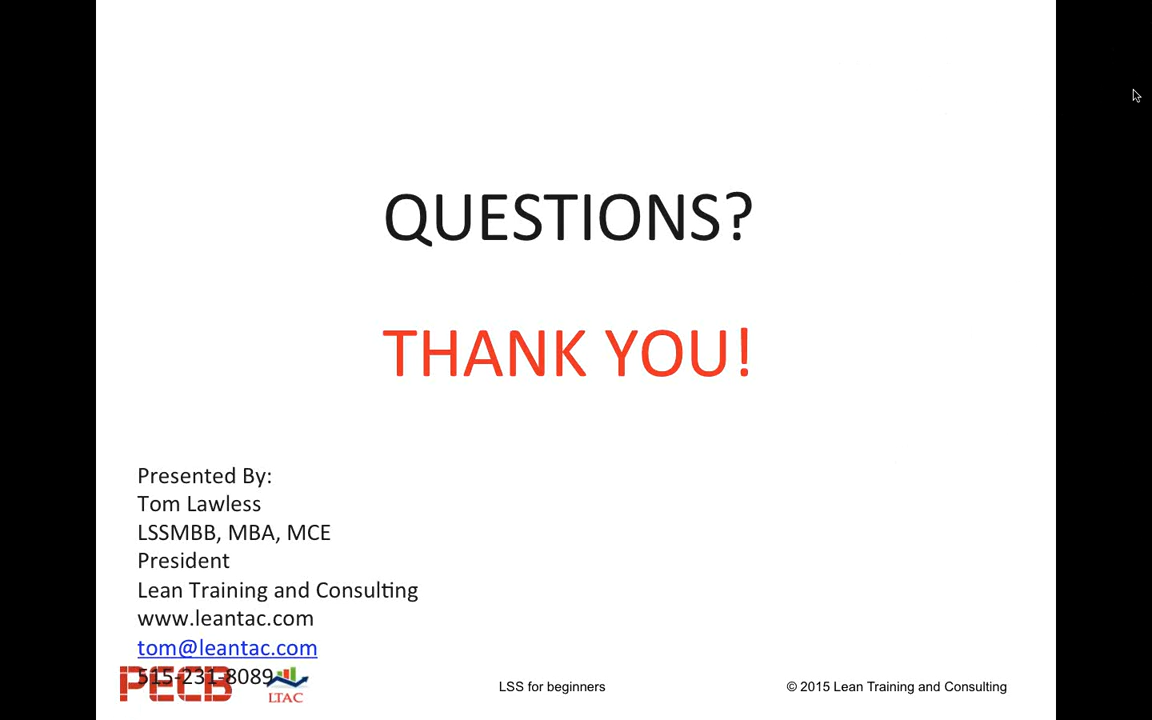 QUESTIONS?
THANK YOU!
Presented By:
Tom Lawless
LSSMBB, MBA, MCE
President
Lean Training and Consulting
www.leantac.com
tom@leantac.com
515-231-8089
PECB
LTAC
LSS for beginners
© 2015 Lean Training and Consulting